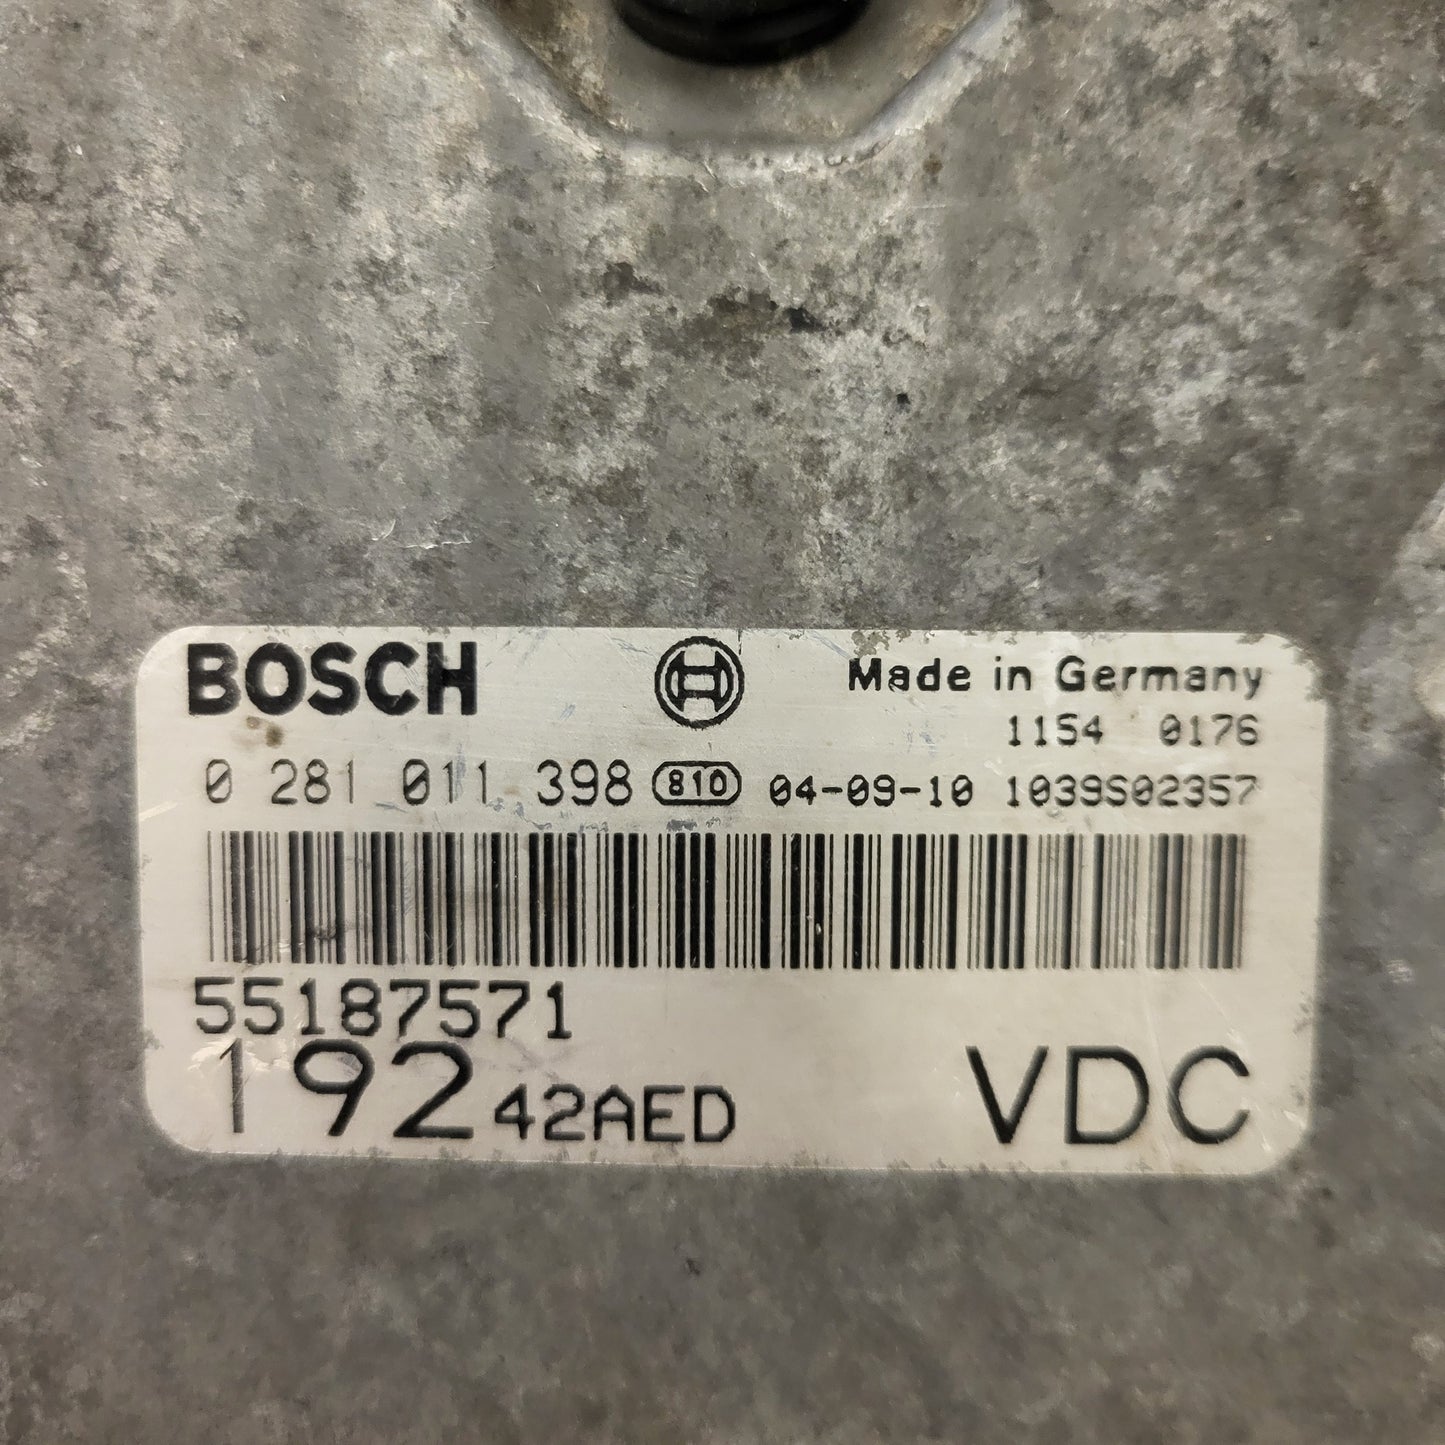 BOSCH Made in Germany
1154 0176
0 281 011 398 810 04-09-10 1039S02357
55187571
192 42AED VDC